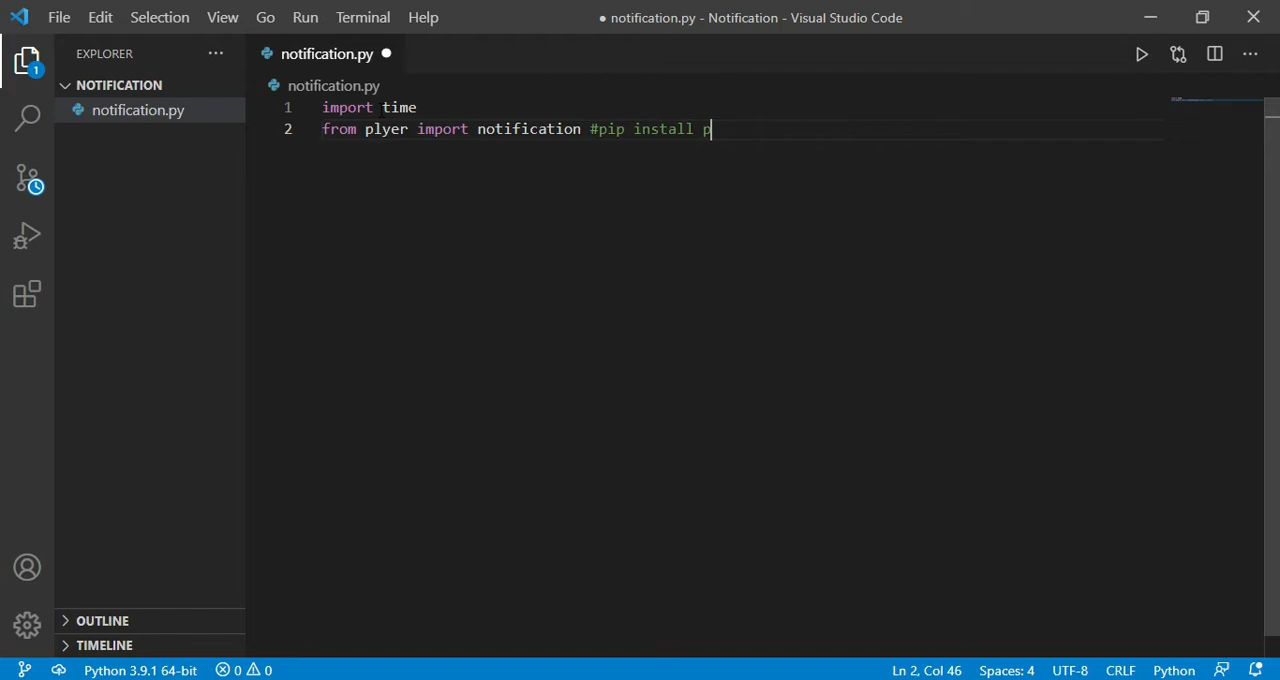 File Edit Selection View Go Run Terminal Help ● notification.py - Notification - Visual Studio Code
EXPLORER ··· notification.py ●
NOTIFICATION
notification.py
notification.py
1 import time
2 from plyer import notification #pip install p
1
OUTLINE
TIMELINE
Python 3.9.1 64-bit 0 0 Ln 2, Col 46 Spaces: 4 UTF-8 CRLF Python